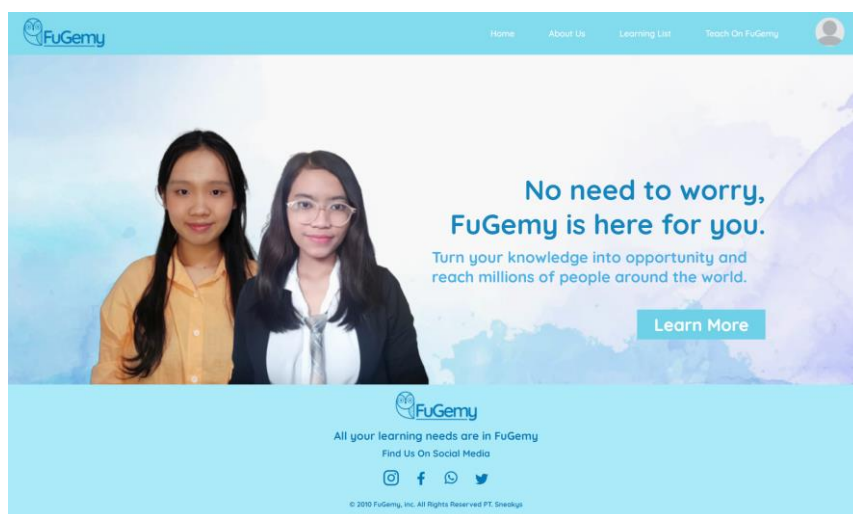 FuGemy
Home About Us Learning List Teach On FuGemy
No need to worry,
FuGemy is here for you.
Turn your knowledge into opportunity and
reach millions of people around the world.
Learn More
FuGemy
All your learning needs are in FuGemy
Find Us On Social Media
© 2010 FuGemy, Inc. All Rights Reserved PT. Sneakys